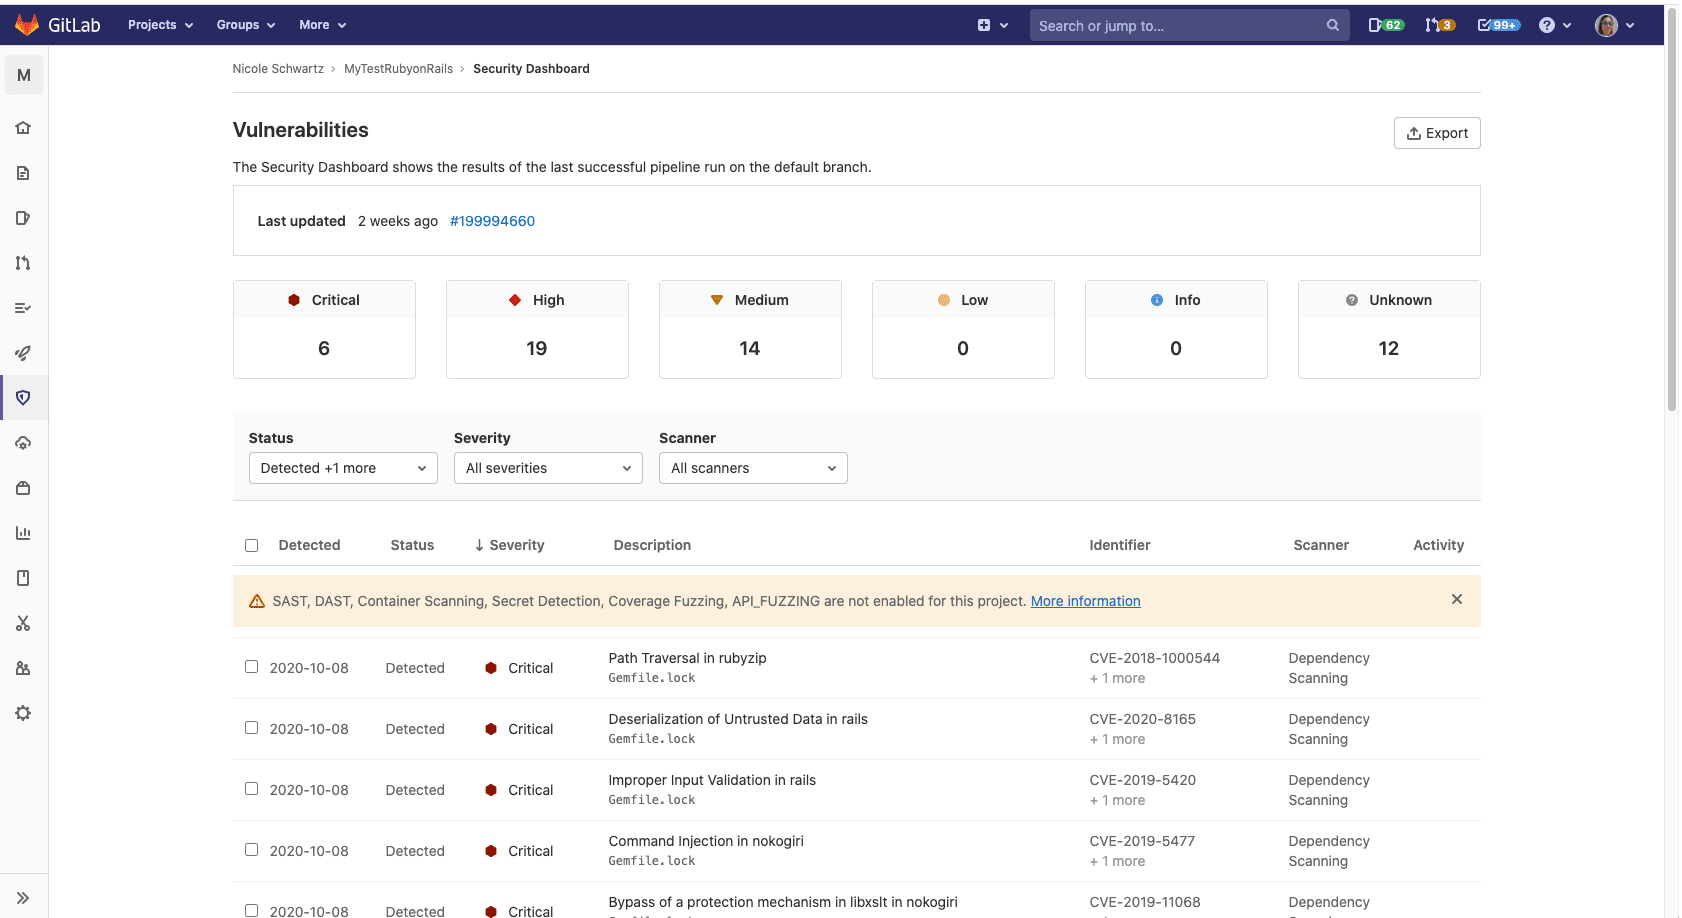 GitLab
Projects
Groups
More
Search or jump to...
62
3
99+
M
Nicole Schwartz › MyTestRubyonRails › Security Dashboard
Vulnerabilities
Export
The Security Dashboard shows the results of the last successful pipeline run on the default branch.
Last updated 2 weeks ago #199994660
Critical
6
High
19
Medium
14
Low
0
Info
0
Unknown
12
Status
Detected +1 more
Severity
All severities
Scanner
All scanners
Detected Status ↓ Severity Description Identifier Scanner Activity
SAST, DAST, Container Scanning, Secret Detection, Coverage Fuzzing, API_FUZZING are not enabled for this project. More information
2020-10-08 Detected Critical Path Traversal in rubyzip CVE-2018-1000544 Dependency
Gemfile.lock + 1 more Scanning
2020-10-08 Detected Critical Deserialization of Untrusted Data in rails CVE-2020-8165 Dependency
Gemfile.lock + 1 more Scanning
2020-10-08 Detected Critical Improper Input Validation in rails CVE-2019-5420 Dependency
Gemfile.lock + 1 more Scanning
2020-10-08 Detected Critical Command Injection in nokogiri CVE-2019-5477 Dependency
Gemfile.lock + 1 more Scanning
2020-10-08 Detected Critical Bypass of a protection mechanism in libxslt in nokogiri CVE-2019-11068 Dependency